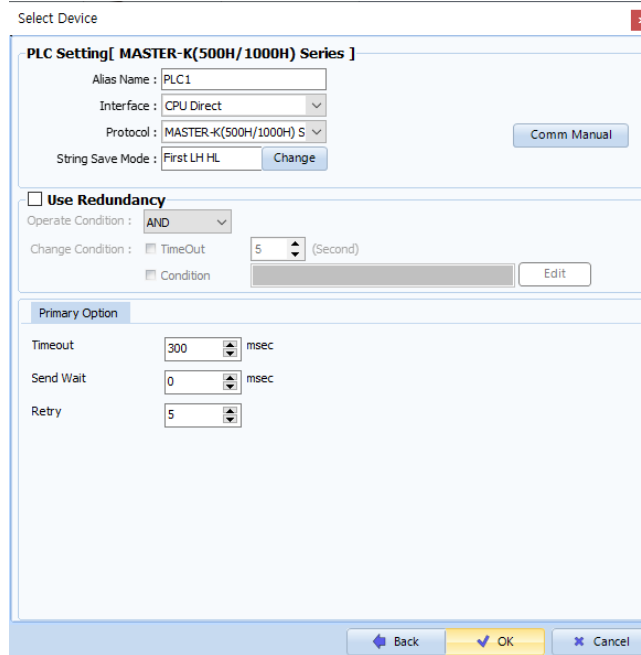 Select Device
PLC Setting[ MASTER-K(500H/1000H) Series ]
Alias Name : PLC1
Interface : CPU Direct
Protocol : MASTER-K(500H/1000H) S
Comm Manual
String Save Mode : First LH HL Change
Use Redundancy
Operate Condition : AND
Change Condition : TimeOut 5 (Second)
Condition Edit
Primary Option
Timeout 300 msec
Send Wait 0 msec
Retry 5
Back OK Cancel